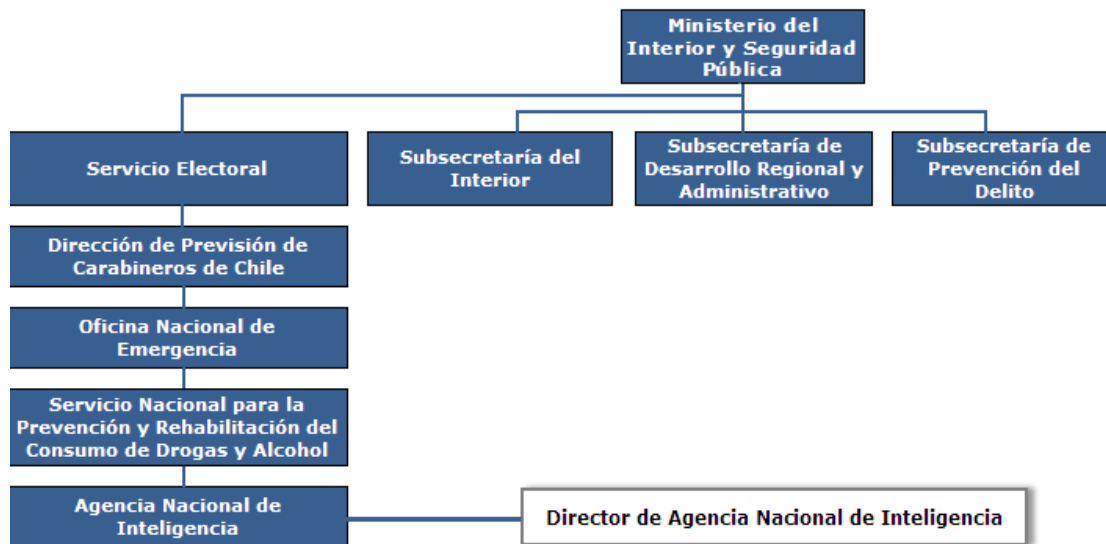 Ministerio del
Interior y Seguridad
Pública
Servicio Electoral
Subsecretaría del
Interior
Subsecretaría de
Desarrollo Regional y
Administrativo
Subsecretaría de
Prevención del
Delito
Dirección de Previsión de
Carabineros de Chile
Oficina Nacional de
Emergencia
Servicio Nacional para la
Prevención y Rehabilitación del
Consumo de Drogas y Alcohol
Agencia Nacional de
Inteligencia
Director de Agencia Nacional de Inteligencia